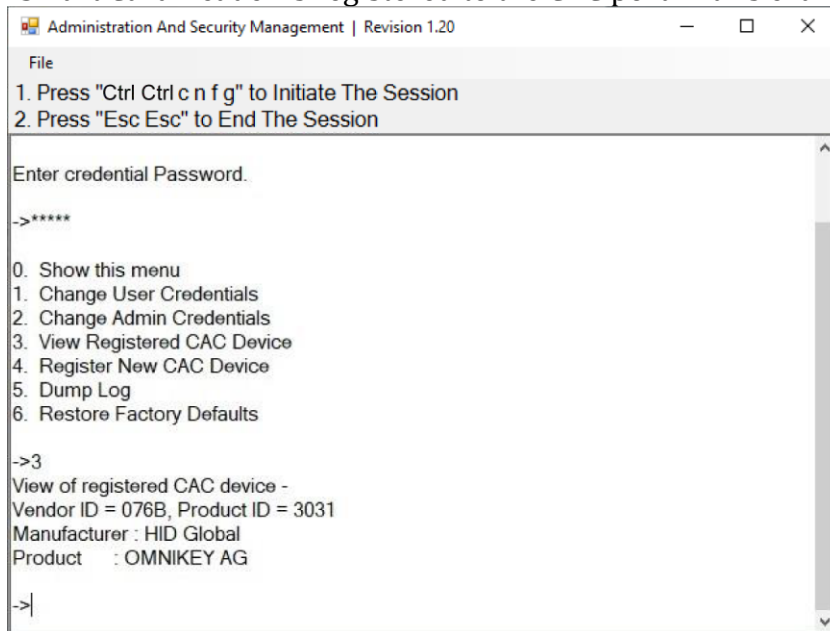 Administration And Security Management | Revision 1.20
File
1. Press "Ctrl Ctrl c n f g" to Initiate The Session
2. Press "Esc Esc" to End The Session
Enter credential Password.
->*****
0. Show this menu
1. Change User Credentials
2. Change Admin Credentials
3. View Registered CAC Device
4. Register New CAC Device
5. Dump Log
6. Restore Factory Defaults
->3
View of registered CAC device -
Vendor ID = 076B, Product ID = 3031
Manufacturer : HID Global
Product : OMNIKEY AG
->